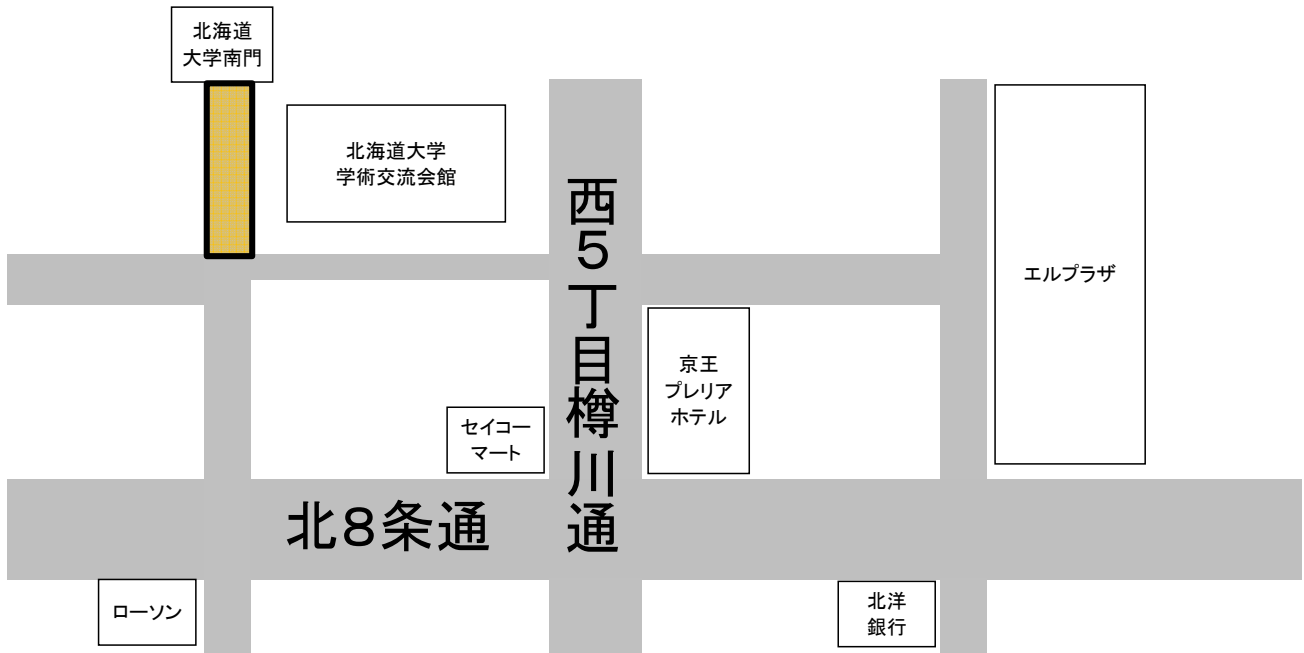 北海道
大学南門
北海道大学
学術交流会館
西5丁目樽川通
エルプラザ
京王
プレリア
ホテル
セイコー
マート
北8条通
ローソン
北洋
銀行